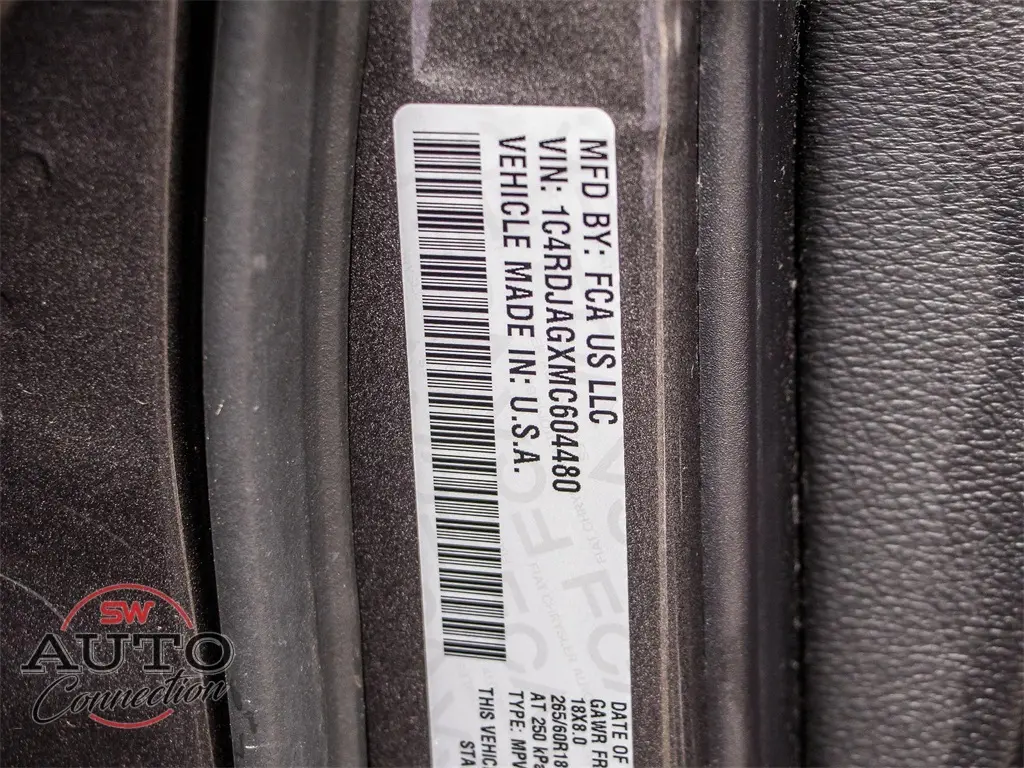 MFD BY: FCA US LLC
VIN: 1C4RDJAGXMC604480
VEHICLE MADE IN: U.S.A.
DATE OF
GAWR FR
18X8.0
265/60R18
AT 250 kPa
TYPE: MPV
THIS VEHIC
STA
SW
AUTO
Connection